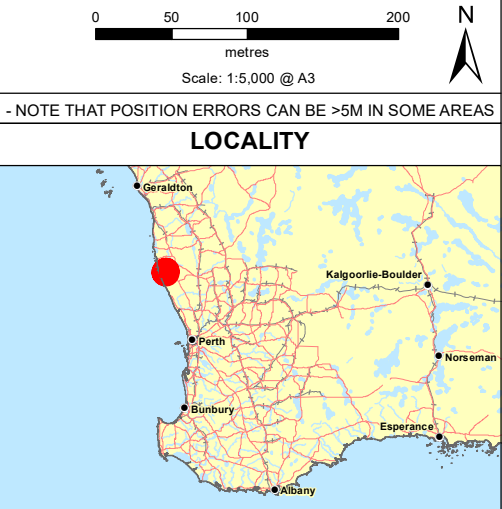 0 50 100 200
N
metres
Scale: 1:5,000 @ A3
- NOTE THAT POSITION ERRORS CAN BE >5M IN SOME AREAS
LOCALITY
Geraldton
Kalgoorlie-Boulder
Perth
Norseman
Bunbury
Esperance
Albany